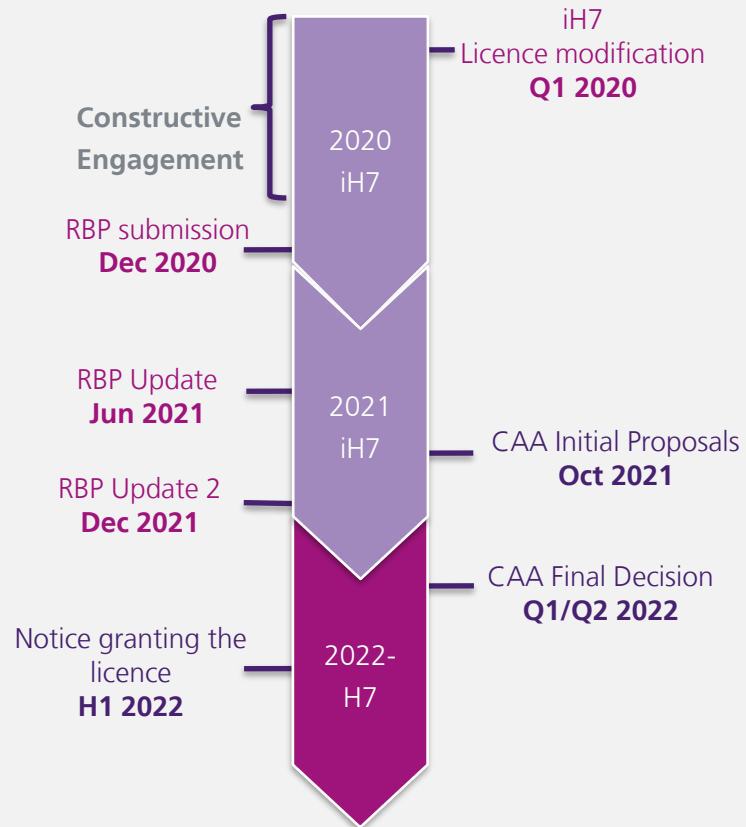 iH7
Licence modification
Q1 2020
Constructive
Engagement
2020
iH7
RBP submission
Dec 2020
RBP Update
Jun 2021
2021
iH7
CAA Initial Proposals
Oct 2021
RBP Update 2
Dec 2021
CAA Final Decision
Q1/Q2 2022
Notice granting the
licence
H1 2022
2022-
H7